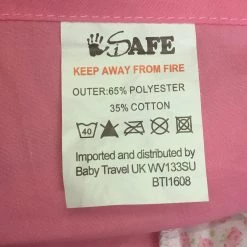 iSAFE
KEEP AWAY FROM FIRE
OUTER:65% POLYESTER
35% COTTON
40
Imported and distributed by
Baby Travel UK WV133SU
BTI1608